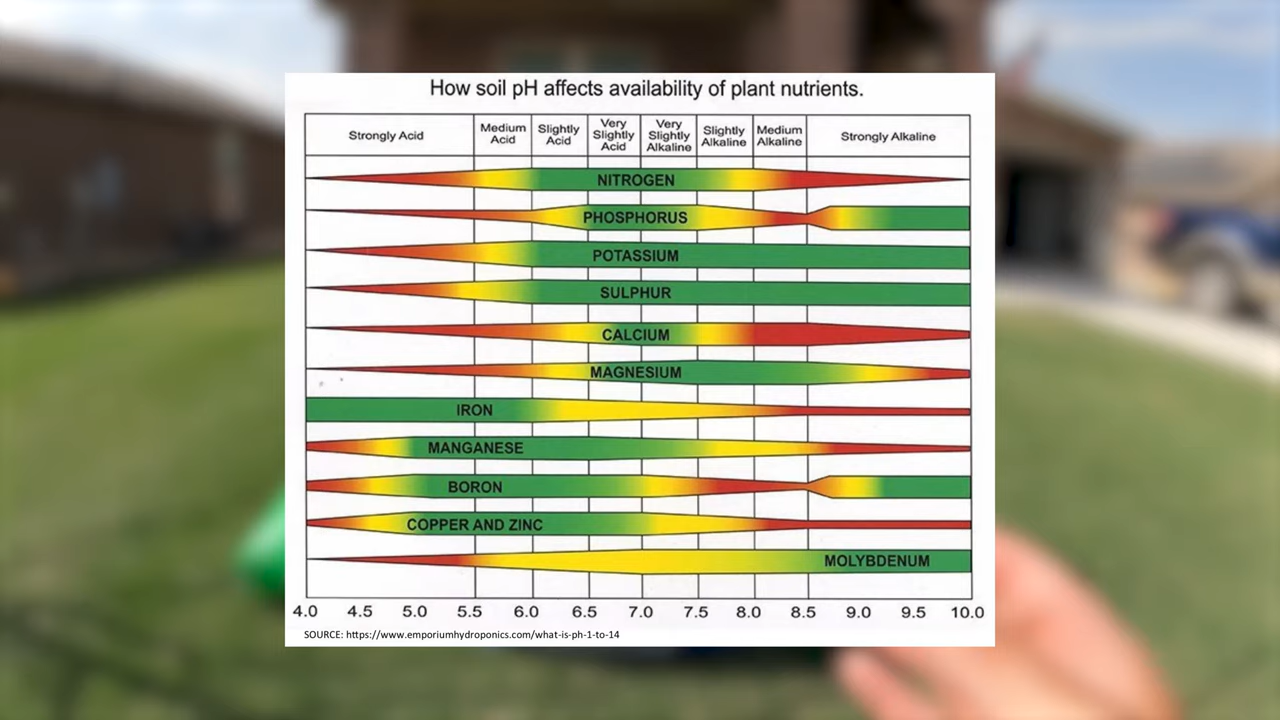 How soil pH affects availability of plant nutrients.
Strongly Acid
Medium
Acid
Slightly
Acid
Very
Slightly
Acid
Very
Slightly
Alkaline
Slightly
Alkaline
Medium
Alkaline
Strongly Alkaline
NITROGEN
PHOSPHORUS
POTASSIUM
SULPHUR
CALCIUM
MAGNESIUM
IRON
MANGANESE
BORON
COPPER AND ZINC
MOLYBDENUM
4.0 4.5 5.0 5.5 6.0 6.5 7.0 7.5 8.0 8.5 9.0 9.5 10.0
SOURCE: https://www.emporiumhydroponics.com/what-is-ph-1-to-14